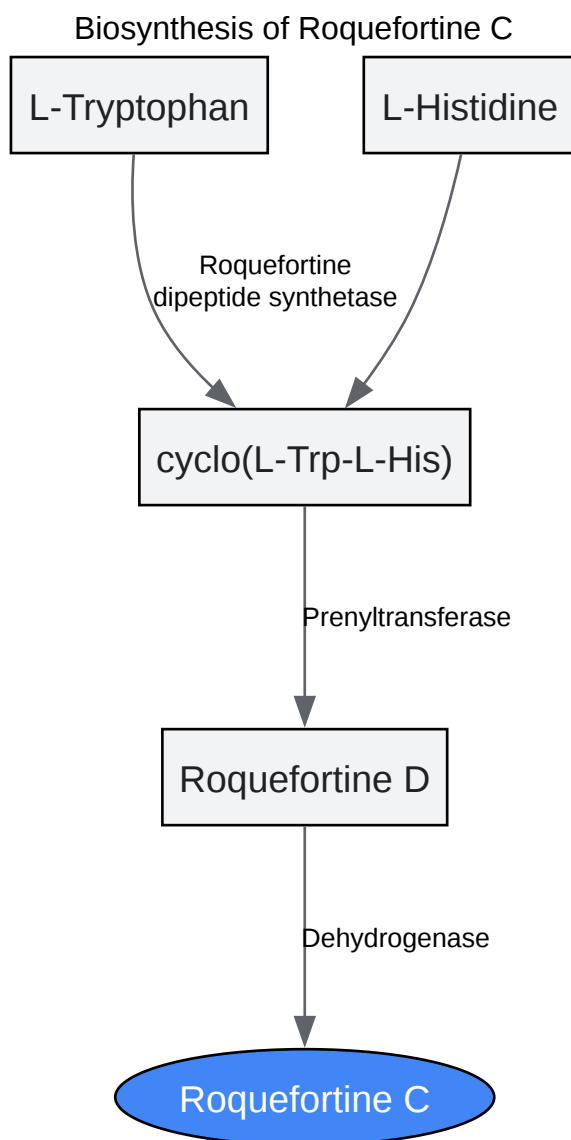 Biosynthesis of Roquefortine C
L-Tryptophan
L-Histidine
Roquefortine
dipeptide synthetase
cyclo(L-Trp-L-His)
Prenyltransferase
Roquefortine D
Dehydrogenase
Roquefortine C